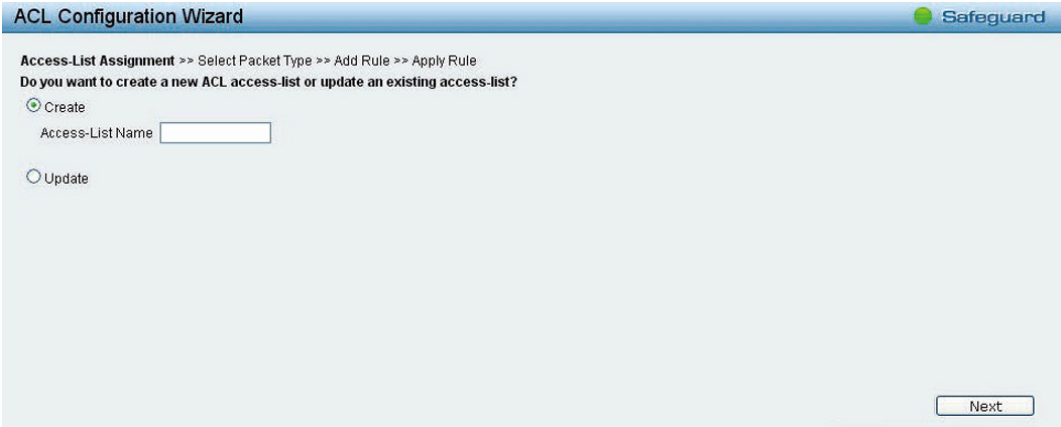 ACL Configuration Wizard
Safeguard
Access-List Assignment >> Select Packet Type >> Add Rule >> Apply Rule
Do you want to create a new ACL access-list or update an existing access-list?
Create
Access-List Name
Update
Next